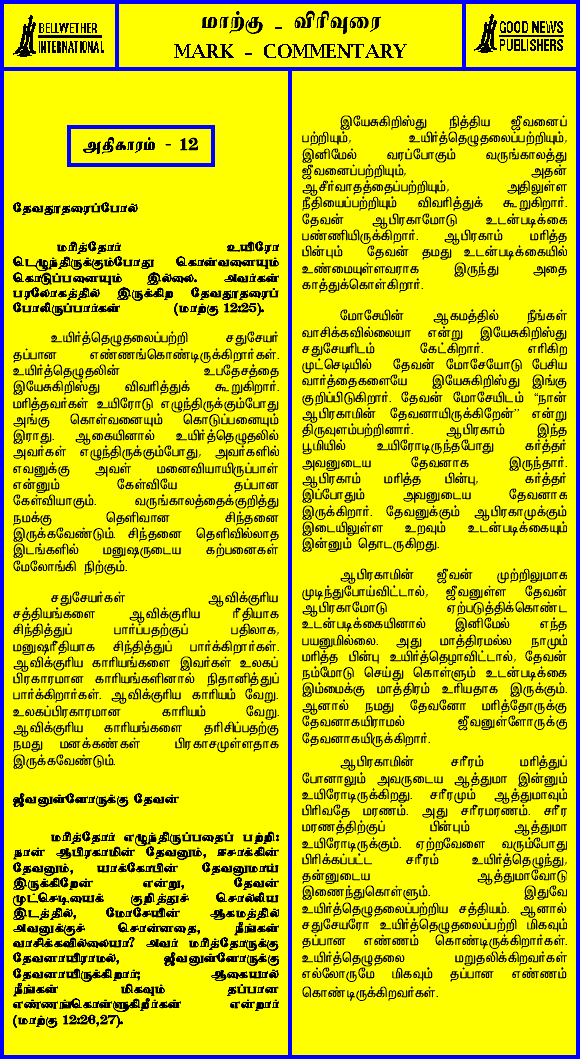 BELLWETHER
INTERNATIONAL
மாற்கு - விரிவுரை
MARK - COMMENTARY
GOOD NEWS
PUBLISHERS
அதிகாரம் - 12
தேவதூதரைப்போல்
மரித்தோர் உயிரோ
டெழுந்திருக்கும்போது கொள்வனையும்
கொடுப்பனையும் இல்லை. அவர்கள்
பரலோகத்தில் இருக்கிற தேவதூதரைப்
போலிருப்பார்கள் (மாற்கு 12:25).
உயிர்த்தெழுதலைப்பற்றி சதுசேயர்
தப்பான எண்ணங்கொண்டிருக்கிறார்கள்.
உயிர்த்தெழுதலின் உபதேசத்தை
இயேசுகிறிஸ்து விவரித்துக் கூறுகிறார்.
மரித்தவர்கள் உயிரோடு எழுந்திருக்கும்போது
அங்கு கொள்வணையும் கொடுப்பனையும்
இராது. ஆகையினால் உயிர்த்தெழுதலில்
அவர்கள் எழுந்திருக்கும்போது, அவர்களில்
எவனுக்கு அவள் மனைவியாயிருப்பாள்
என்னும் கேள்வியே தப்பான
கேள்வியாகும். வருங்காலத்தைக்குறித்து
நமக்கு தெளிவான சிந்தனை
இருக்கவேண்டும். சிந்தனை தெளிவில்லாத
இடங்களில் மனுஷருடைய கற்பனைகள்
மேலோங்கி நிற்கும்.
சதுசேயர்கள் ஆவிக்குரிய
சத்தியங்களை ஆவிக்குரிய ரீதியாக
சிந்தித்துப் பார்ப்பதற்குப் பதிலாக,
மனுஷரீதியாக சிந்தித்துப் பார்க்கிறார்கள்.
ஆவிக்குரிய காரியங்களை இவர்கள் உலகப்
பிரகாரமான காரியங்களினால் நிதானித்துப்
பார்க்கிறார்கள். ஆவிக்குரிய காரியம் வேறு.
உலகப்பிரகாரமான காரியம் வேறு.
ஆவிக்குரிய காரியங்களை தரிசிப்பதற்கு
நமது மனக்கண்கள் பிரகாசமுள்ளதாக
இருக்கவேண்டும்.
ஜீவனுள்ளோருக்கு தேவன்
மரித்தோர் எழுந்திருப்பதைப் பற்றி:
நான் ஆபிரகாமின் தேவனும், ஈசாக்கின்
தேவனும், யாக்கோபின் தேவனுமாய்
இருக்கிறேன் என்று, தேவன்
முட்செடியைக் குறித்துச் சொல்லிய
இடத்தில், மோசேயின் ஆகமத்தில்
அவனுக்குச் சொன்னதை, நீங்கள்
வாசிக்கவில்லையா? அவர் மரித்தோருக்கு
தேவனாயிராமல், ஜீவனுள்ளோருக்கு
தேவனாயிருக்கிறார்; ஆகையால்
நீங்கள் மிகவும் தப்பான
எண்ணங்கொள்ளுகிறீர்கள் என்றார்
(மாற்கு 12:26,27).
இயேசுகிறிஸ்து நித்திய ஜீவனைப்
பற்றியும், உயிர்த்தெழுதலைப்பற்றியும்,
இனிமேல் வரப்போகும் வருங்காலத்து
ஜீவனைப்பற்றியும், அதன்
ஆசீர்வாதத்தைப்பற்றியும், அதிலுள்ள
நீதியைப்பற்றியும் விவரித்துக் கூறுகிறார்.
தேவன் ஆபிரகாமோடு உடன்படிக்கை
பண்ணியிருக்கிறார். ஆபிரகாம் மரித்த
பின்பும் தேவன் தமது உடன்படிக்கையில்
உண்மையுள்ளவராக இருந்து அதை
காத்துக்கொள்கிறார்.
மோசேயின் ஆகமத்தில் நீங்கள்
வாசிக்கவில்லையா என்று இயேசுகிறிஸ்து
சதுசேயரிடம் கேட்கிறார். எரிகிற
முட்செடியில் தேவன் மோசேயோடு பேசிய
வார்த்தைகளையே இயேசுகிறிஸ்து இங்கு
குறிப்பிடுகிறார். தேவன் மோசேயிடம் “நான்
ஆபிரகாமின் தேவனாயிருக்கிறேன்” என்று
திருவுளம்பற்றினார். ஆபிரகாம் இந்த
பூமியில் உயிரோடிருந்தபோது கர்த்தர்
அவனுடைய தேவனாக இருந்தார்.
ஆபிரகாம் மரித்த பின்பு, கர்த்தர்
இப்போதும் அவனுடைய தேவனாக
இருக்கிறார். தேவனுக்கும் ஆபிரகாமுக்கும்
இடையிலுள்ள உறவும் உடன்படிக்கையும்
இன்னும் தொடருகிறது.
ஆபிரகாமின் ஜீவன் முற்றிலுமாக
முடிந்துபோய்விட்டால், ஜீவனுள்ள தேவன்
ஆபிரகாமோடு ஏற்படுத்திக்கொண்ட
உடன்படிக்கையினால் இனிமேல் எந்த
பயனுமில்லை. அது மாத்திரமல்ல நாமும்
மரித்த பின்பு உயிர்த்தெழாவிட்டால், தேவன்
நம்மோடு செய்து கொள்ளும் உடன்படிக்கை
இம்மைக்கு மாத்திரம் உரியதாக இருக்கும்.
ஆனால் நமது தேவனோ மரித்தோருக்கு
தேவனாகயிராமல் ஜீவனுள்ளோருக்கு
தேவனாகயிருக்கிறார்.
ஆபிரகாமின் சரீரம் மரித்துப்
போனாலும் அவருடைய ஆத்துமா இன்னும்
உயிரோடிருக்கிறது. சரீரமும் ஆத்துமாவும்
பிரிவதே மரணம். அது சரீரமரணம். சரீர
மரணத்திற்குப் பின்பும் ஆத்துமா
உயிரோடிருக்கும். ஏற்றவேளை வரும்போது
பிரிக்கப்பட்ட சரீரம் உயிர்த்தெழுந்து,
தன்னுடைய ஆத்துமாவோடு
இணைந்துகொள்ளும். இதுவே
உயிர்த்தெழுதலைப்பற்றிய சத்தியம். ஆனால்
சதுசேயரோ உயிர்த்தெழுதலைப்பற்றி மிகவும்
தப்பான எண்ணம் கொண்டிருக்கிறார்கள்.
உயிர்த்தெழுதலை மறுதலிக்கிறவர்கள்
எல்லோருமே மிகவும் தப்பான எண்ணம்
கொண்டிருக்கிறவர்கள்.